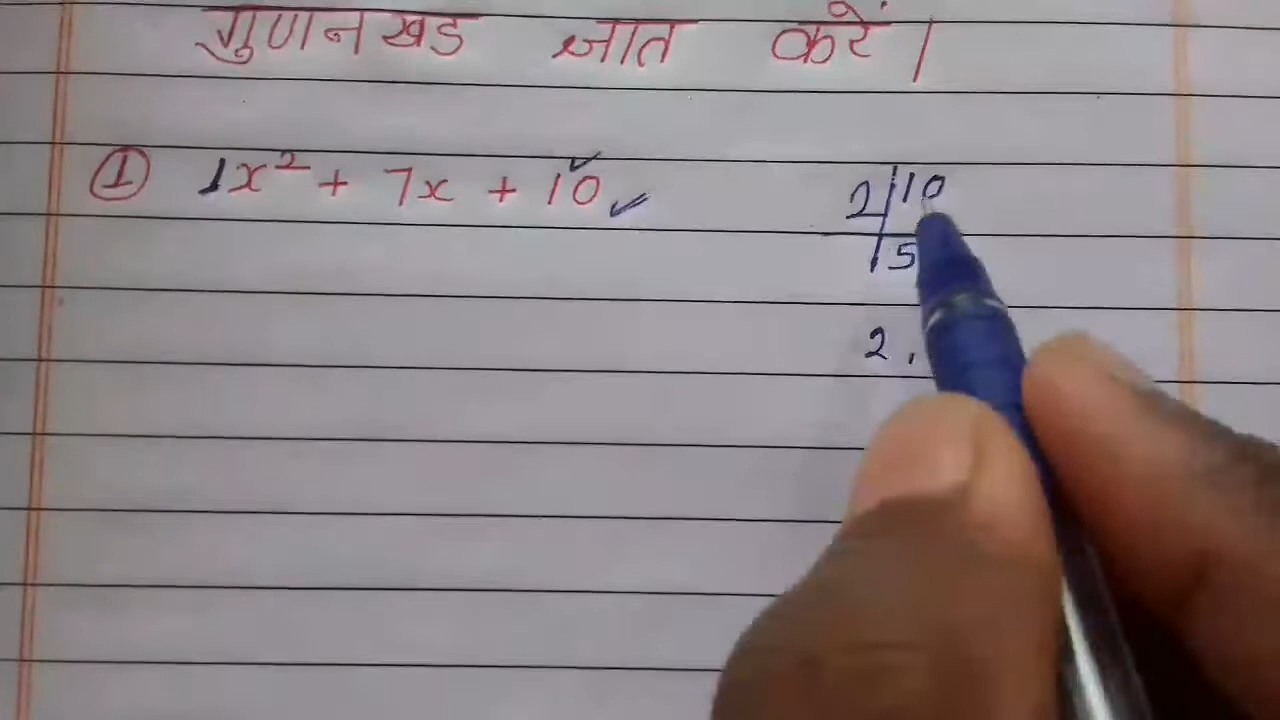 गुणनखंड ज्ञात करें।
① 1x² + 7x + 10
2 | 10
5
2 .